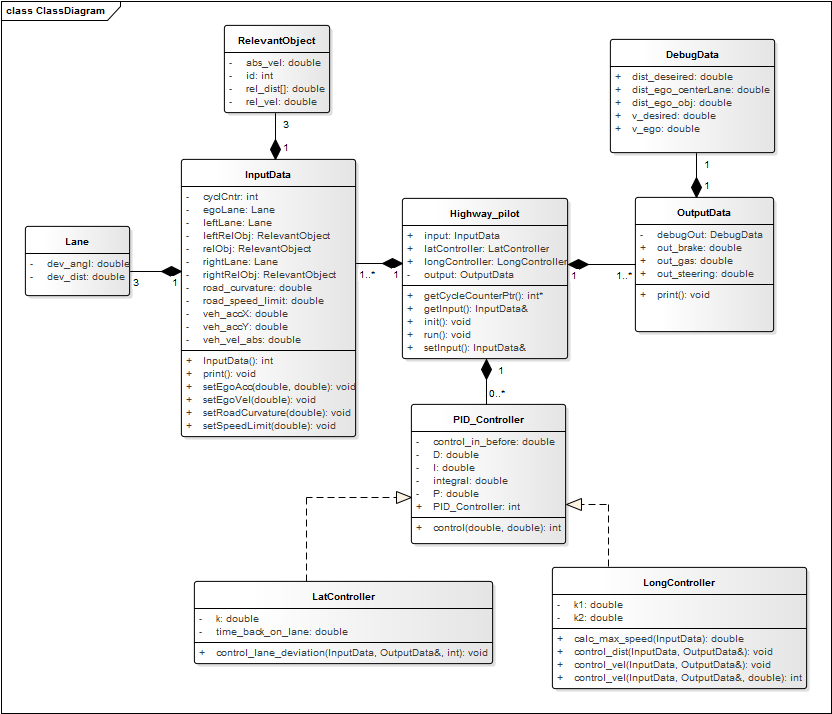 class ClassDiagram
RelevantObject
- abs_vel: double
- id: int
- rel_dist[]: double
- rel_vel: double
3
1
DebugData
+ dist_deseired: double
+ dist_ego_centerLane: double
+ dist_ego_obj: double
+ v_desired: double
+ v_ego: double
1
1
InputData
- cyclCntr: int
- egoLane: Lane
- leftLane: Lane
- leftRelObj: RelevantObject
- relObj: RelevantObject
- rightLane: Lane
- rightRelObj: RelevantObject
- road_curvature: double
- road_speed_limit: double
- veh_accX: double
- veh_accY: double
- veh_vel_abs: double
+ InputData(): int
+ print(): void
+ setEgoAcc(double, double): void
+ setEgoVel(double): void
+ setRoadCurvature(double): void
+ setSpeedLimit(double): void
Lane
- dev_angl: double
- dev_dist: double
3
1
1..*
1
Highway_pilot
+ input: InputData
+ latController: LatController
+ longController: LongController
- output: OutputData
+ getCycleCounterPtr(): int*
+ getInput(): InputData&
+ init(): void
+ run(): void
+ setInput(): InputData&
1
1..*
OutputData
- debugOut: DebugData
+ out_brake: double
+ out_gas: double
+ out_steering: double
+ print(): void
1
0..*
PID_Controller
- control_in_before: double
- D: double
- I: double
- integral: double
- P: double
+ PID_Controller: int
+ control(double, double): int
LatController
- k: double
- time_back_on_lane: double
+ control_lane_deviation(InputData, OutputData&, int): void
LongController
- k1: double
- k2: double
+ calc_max_speed(InputData): double
+ control_dist(InputData, OutputData&): void
+ control_vel(InputData, OutputData&): void
+ control_vel(InputData, OutputData&, double): int